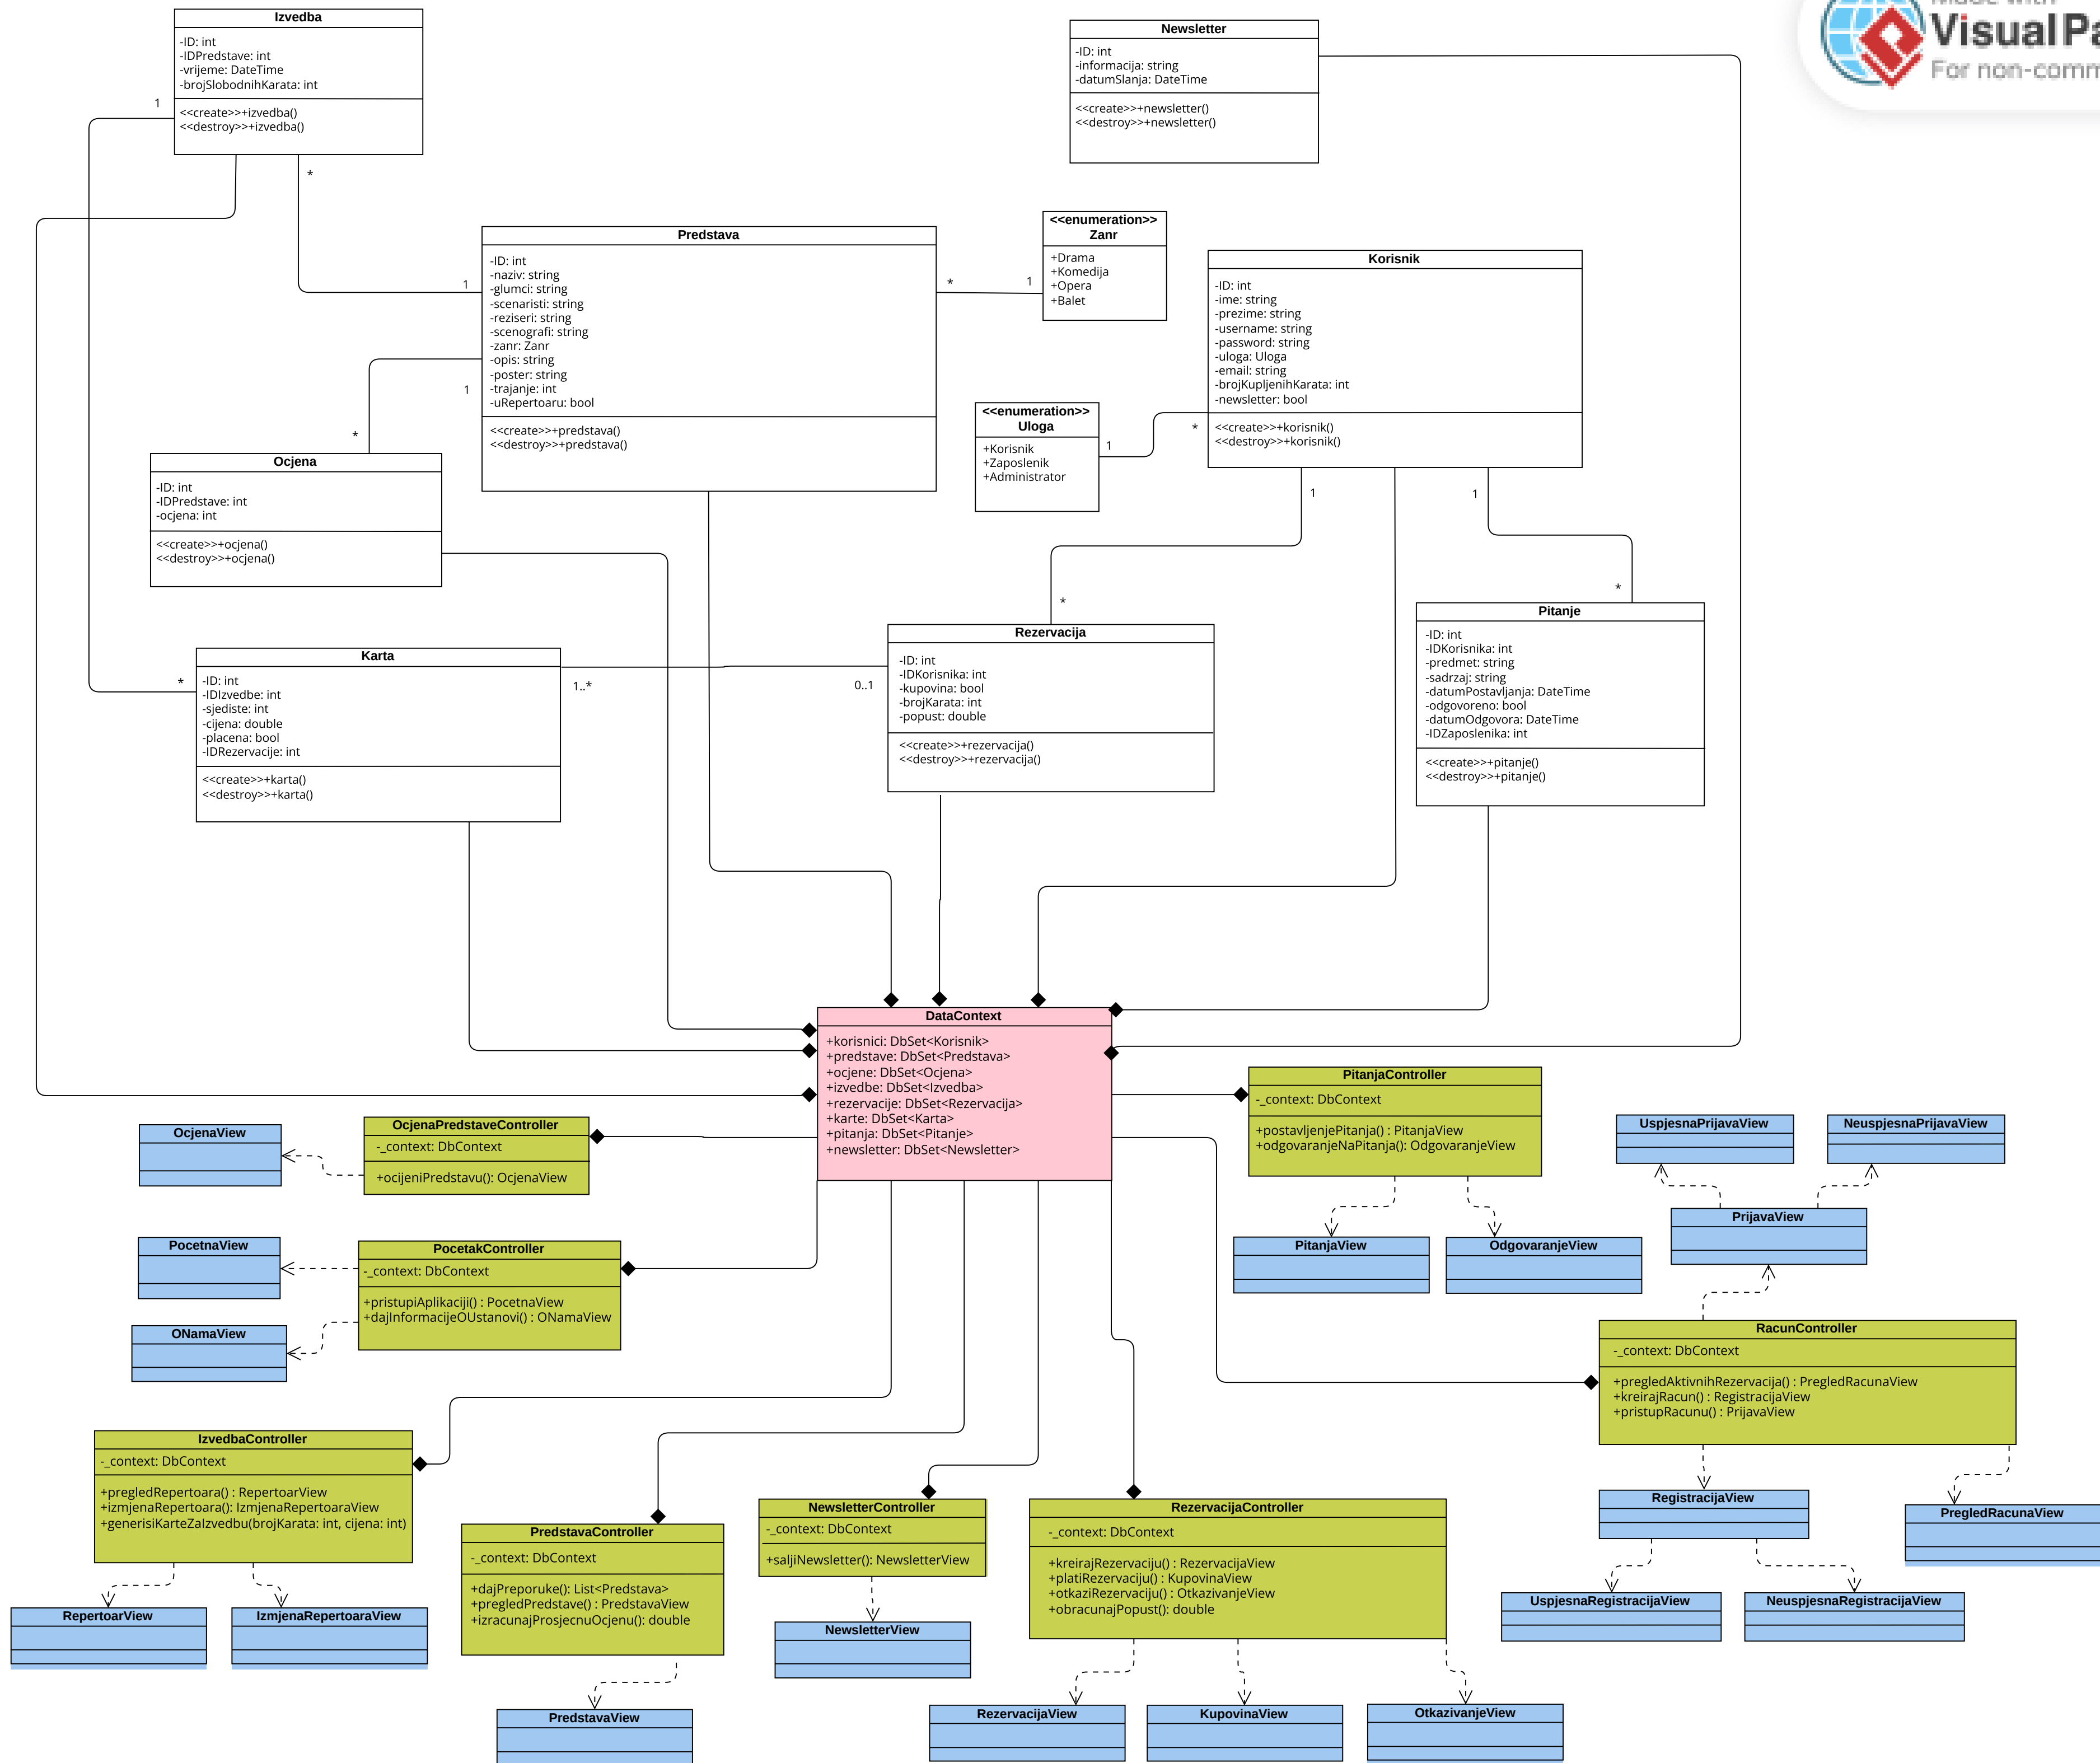 Made with
Visual Pa
For non-comm
Izvedba
-ID: int
-IDPredstave: int
-vrijeme: DateTime
-brojSlobodnihKarata: int
<<create>>+izvedba()
<<destroy>>+izvedba()
1
*
Newsletter
-ID: int
-informacija: string
-datumSlanja: DateTime
<<create>>+newsletter()
<<destroy>>+newsletter()
Predstava
-ID: int
-naziv: string
-glumci: string
-scenaristi: string
-reziseri: string
-scenografi: string
-zanr: Zanr
-opis: string
-poster: string
-trajanje: int
-uRepertoaru: bool
<<create>>+predstava()
<<destroy>>+predstava()
1
1
*
1
<<enumeration>>
Zanr
+Drama
+Komedija
+Opera
+Balet
Korisnik
-ID: int
-ime: string
-prezime: string
-username: string
-password: string
-uloga: Uloga
-email: string
-brojKupljenihKarata: int
-newsletter: bool
<<create>>+korisnik()
<<destroy>>+korisnik()
<<enumeration>>
Uloga
+Korisnik
+Zaposlenik
+Administrator
1
*
1
1
*
Ocjena
-ID: int
-IDPredstave: int
-ocjena: int
<<create>>+ocjena()
<<destroy>>+ocjena()
*
*
Rezervacija
-ID: int
-IDKorisnika: int
-kupovina: bool
-brojKarata: int
-popust: double
<<create>>+rezervacija()
<<destroy>>+rezervacija()
Pitanje
-ID: int
-IDKorisnika: int
-predmet: string
-sadrzaj: string
-datumPostavljanja: DateTime
-odgovoreno: bool
-datumOdgovora: DateTime
-IDZaposlenika: int
<<create>>+pitanje()
<<destroy>>+pitanje()
Karta
-ID: int
-IDIzvedbe: int
-sjediste: int
-cijena: double
-placena: bool
-IDRezervacije: int
<<create>>+karta()
<<destroy>>+karta()
*
1..*
0..1
DataContext
+korisnici: DbSet<Korisnik>
+predstave: DbSet<Predstava>
+ocjene: DbSet<Ocjena>
+izvedbe: DbSet<Izvedba>
+rezervacije: DbSet<Rezervacija>
+karte: DbSet<Karta>
+pitanja: DbSet<Pitanje>
+newsletter: DbSet<Newsletter>
PitanjaController
-_context: DbContext
+postavljenjePitanja() : PitanjaView
+odgovaranjeNaPitanja(): OdgovaranjeView
OcjenaView
OcjenaPredstaveController
-_context: DbContext
+ocijeniPredstavu(): OcjenaView
UspjesnaPrijavaView
NeuspjesnaPrijavaView
PrijavaView
PocetnaView
PocetakController
-_context: DbContext
+pristupiAplikaciji() : PocetnaView
+dajInformacijeOUstanovi() : ONamaView
ONamaView
PitanjaView
OdgovaranjeView
RacunController
-_context: DbContext
+pregledAktivnihRezervacija() : PregledRacunaView
+kreirajRacun() : RegistracijaView
+pristupRacunu() : PrijavaView
IzvedbaController
-_context: DbContext
+pregledRepertoara() : RepertoarView
+izmjenaRepertoara(): IzmjenaRepertoaraView
+generisiKarteZaIzvedbu(brojKarata: int, cijena: int)
PredstavaController
-_context: DbContext
+dajPreporuke(): List<Predstava>
+pregledPredstave() : PredstavaView
+izracunajProsjecnuOcjenu(): double
NewsletterController
-_context: DbContext
+saljiNewsletter(): NewsletterView
RezervacijaController
-_context: DbContext
+kreirajRezervaciju() : RezervacijaView
+platiRezervaciju() : KupovinaView
+otkaziRezervaciju() : OtkazivanjeView
+obracunajPopust(): double
RegistracijaView
PregledRacunaView
RepertoarView
IzmjenaRepertoaraView
NewsletterView
UspjesnaRegistracijaView
NeuspjesnaRegistracijaView
PredstavaView
RezervacijaView
KupovinaView
OtkazivanjeView